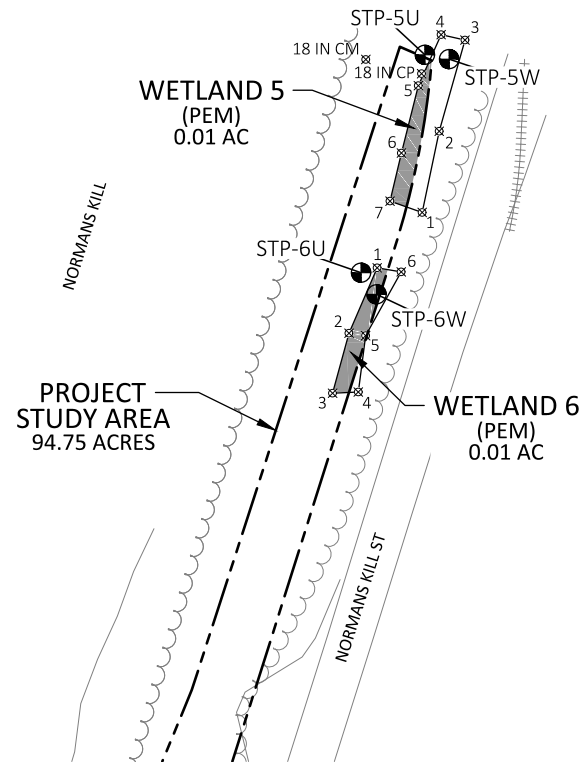 STP-5U
4
3
18 IN CM
18 IN CP
STP-5W
WETLAND 5
(PEM)
0.01 AC
5
2
6
7
1
NORMANS KILL
STP-6U
1
6
STP-6W
2
5
3
4
PROJECT
STUDY AREA
94.75 ACRES
WETLAND 6
(PEM)
0.01 AC
NORMANS KILL ST